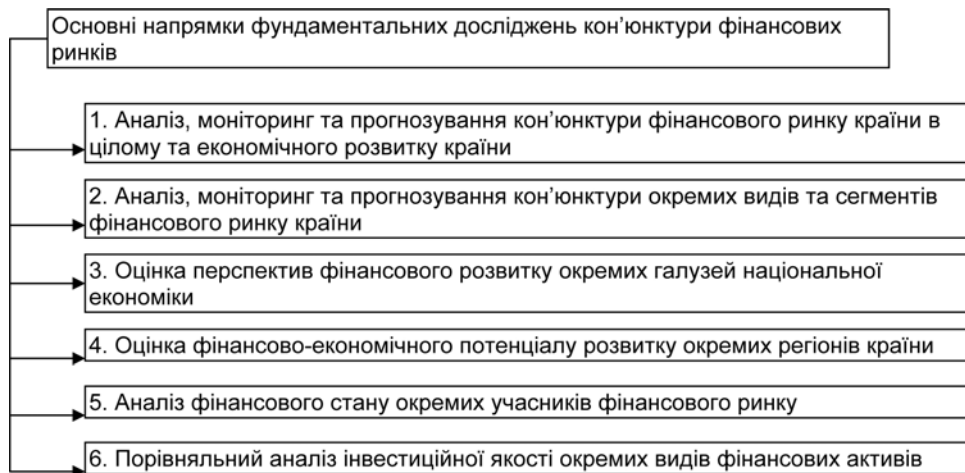 Основні напрямки фундаментальних досліджень кон'юнктури фінансових
ринків
1. Аналіз, моніторинг та прогнозування кон'юнктури фінансового ринку країни в
цілому та економічного розвитку країни
2. Аналіз, моніторинг та прогнозування кон'юнктури окремих видів та сегментів
фінансового ринку країни
3. Оцінка перспектив фінансового розвитку окремих галузей національної
економіки
4. Оцінка фінансово-економічного потенціалу розвитку окремих регіонів країни
5. Аналіз фінансового стану окремих учасників фінансового ринку
6. Порівняльний аналіз інвестиційної якості окремих видів фінансових активів